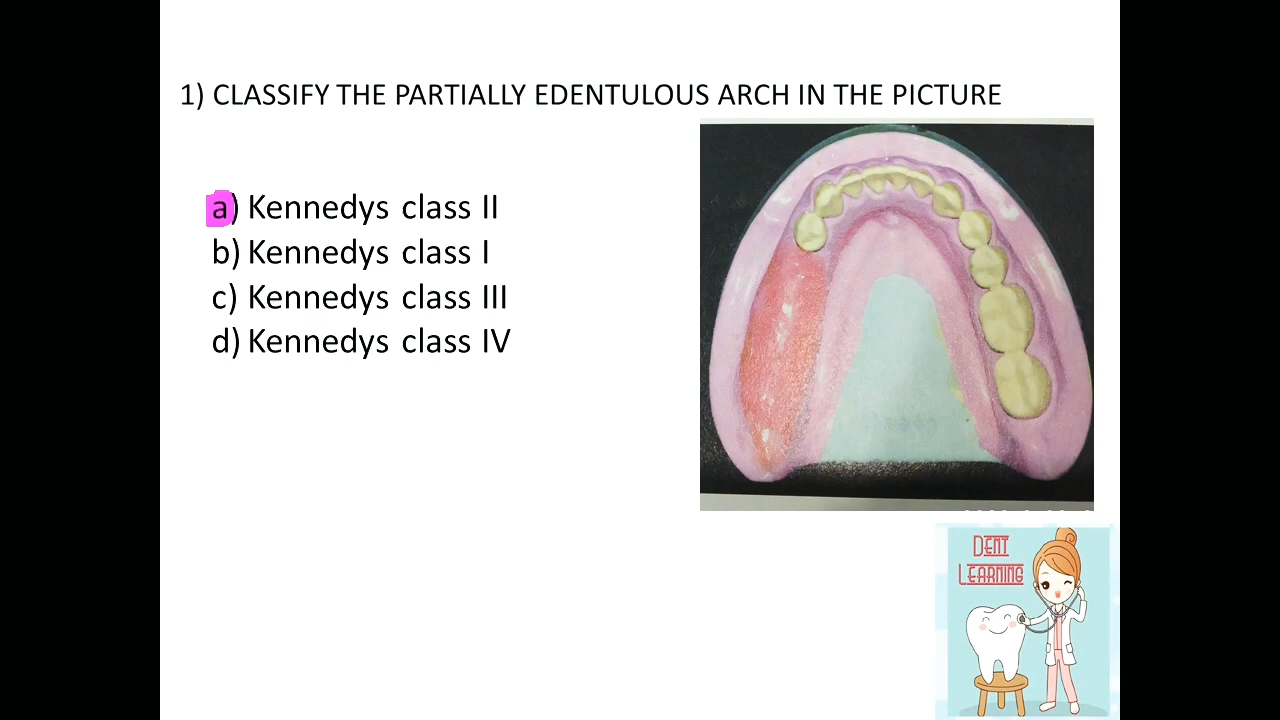 1) CLASSIFY THE PARTIALLY EDENTULOUS ARCH IN THE PICTURE
a) Kennedys class II
b) Kennedys class I
c) Kennedys class III
d) Kennedys class IV
DENT
LEARNING